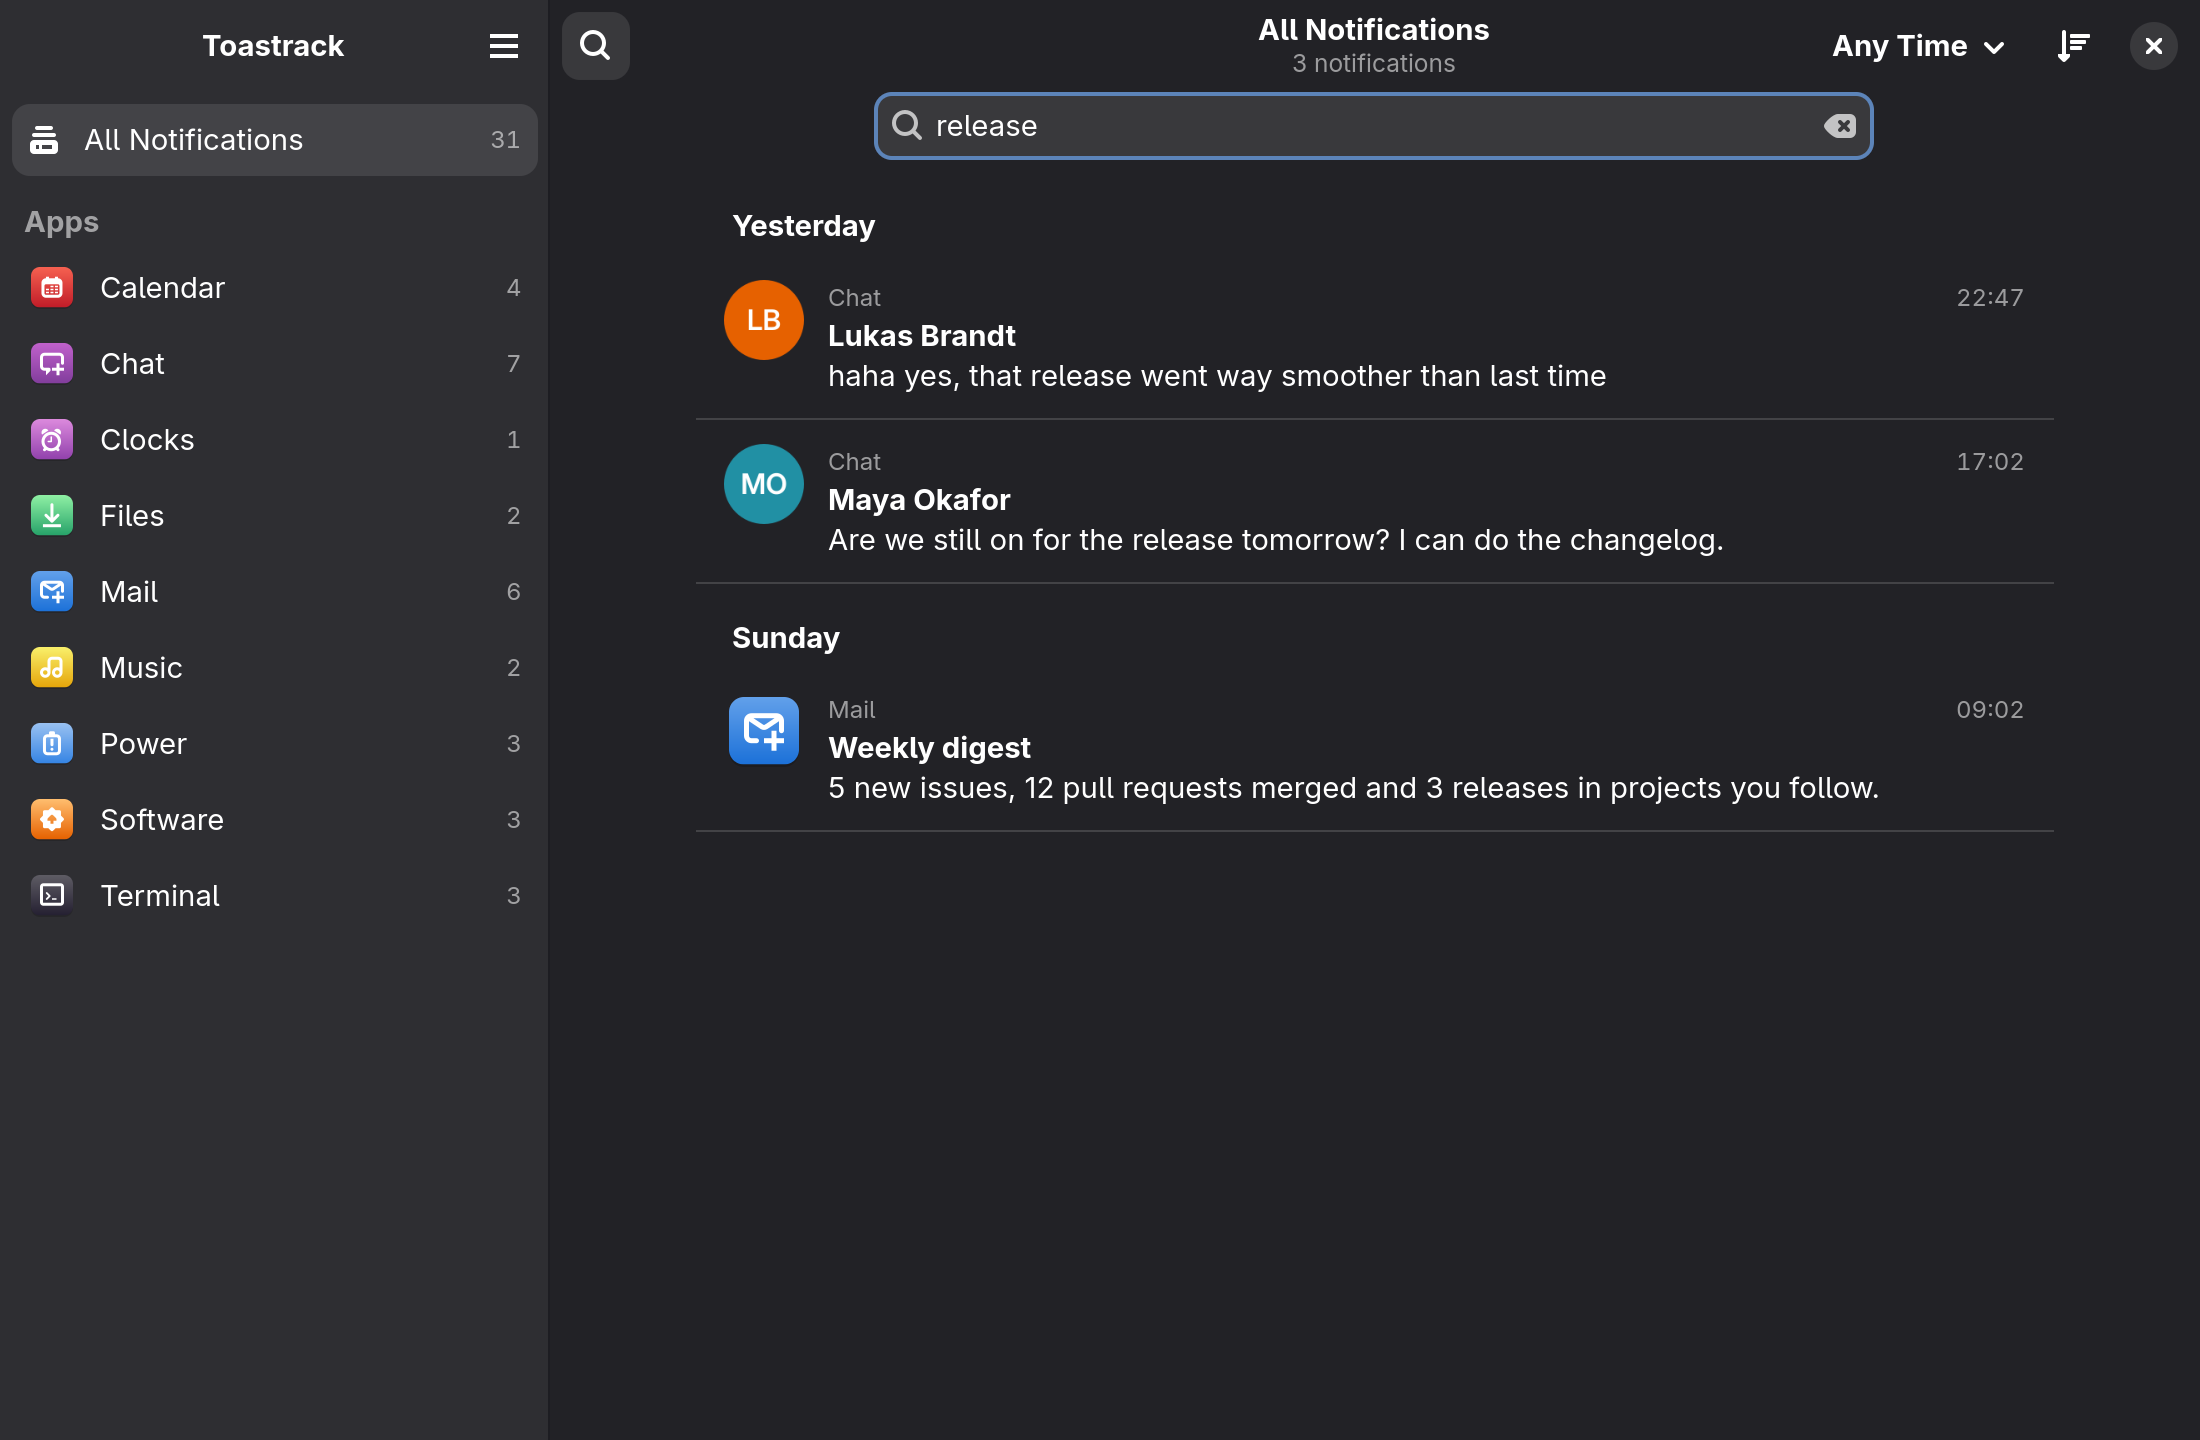 Toastrack
All Notifications 31
Apps
Calendar 4
Chat 7
Clocks 1
Files 2
Mail 6
Music 2
Power 3
Software 3
Terminal 3
All Notifications
3 notifications
Any Time
release
Yesterday
LB
Chat 22:47
Lukas Brandt
haha yes, that release went way smoother than last time
MO
Chat 17:02
Maya Okafor
Are we still on for the release tomorrow? I can do the changelog.
Sunday
Mail 09:02
Weekly digest
5 new issues, 12 pull requests merged and 3 releases in projects you follow.